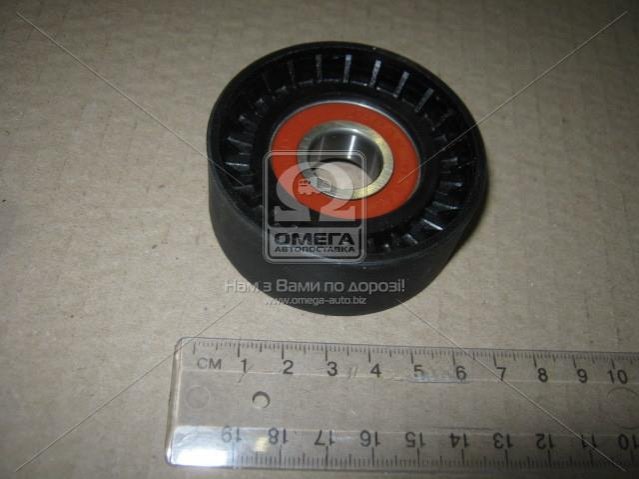 ОМЕГА
АВТОПОСТАВКА
Нам з Вами по дорозі!
www.omega-auto.biz
СМ 1 2 3 4 5 6 7 8 9 10
19 18 17 16 15 14 13 12 11 10